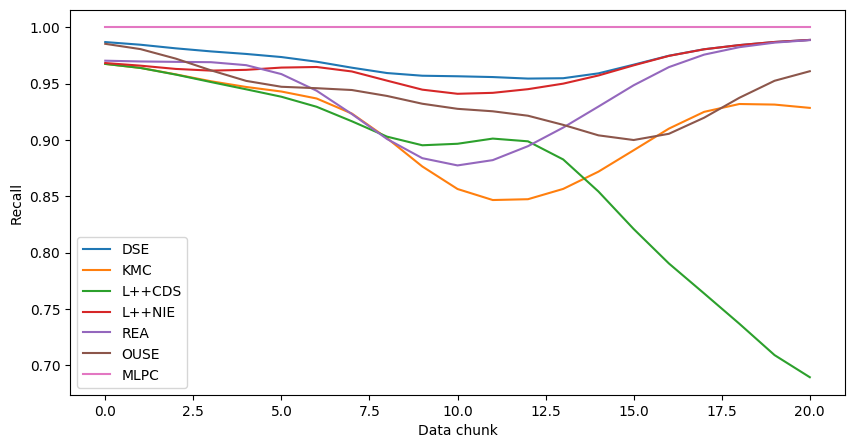 1.00
0.95
0.90
0.85
0.80
0.75
0.70
Recall
DSE
KMC
L++CDS
L++NIE
REA
OUSE
MLPC
0.0 2.5 5.0 7.5 10.0 12.5 15.0 17.5 20.0
Data chunk